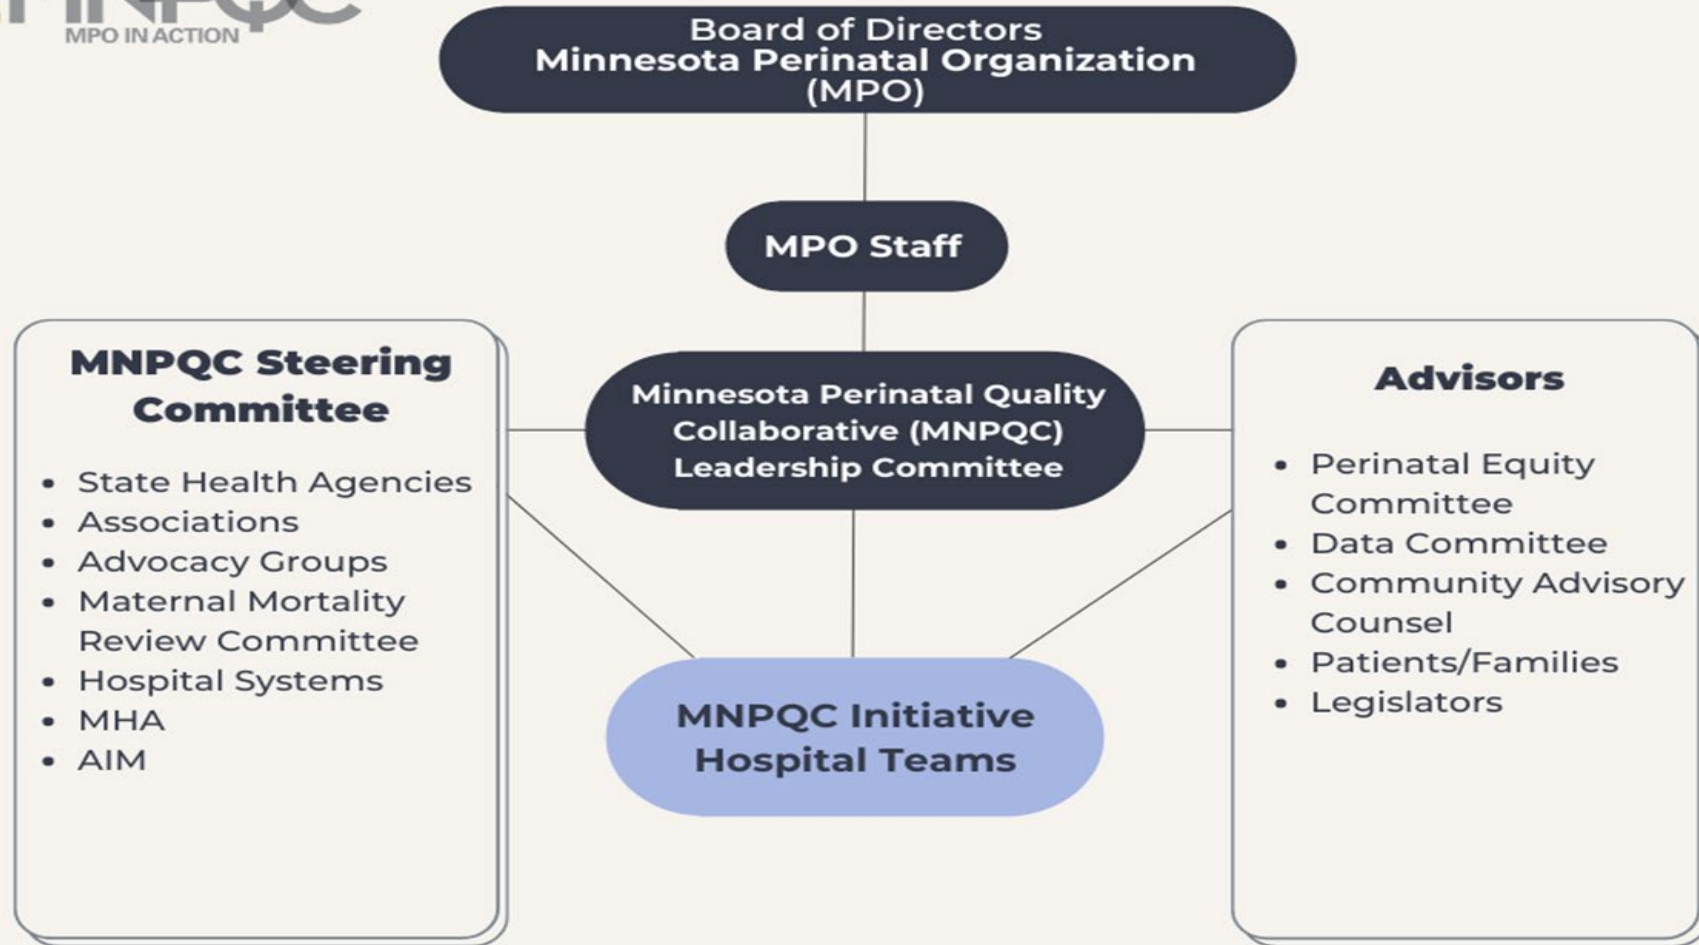 MNPQC
MPO IN ACTION
Board of Directors
Minnesota Perinatal Organization
(MPO)
MPO Staff
MNPQC Steering
Committee
• State Health Agencies
• Associations
• Advocacy Groups
• Maternal Mortality
Review Committee
• Hospital Systems
• MHA
• AIM
Minnesota Perinatal Quality
Collaborative (MNPQC)
Leadership Committee
Advisors
• Perinatal Equity
Committee
• Data Committee
• Community Advisory
Counsel
• Patients/Families
• Legislators
MNPQC Initiative
Hospital Teams